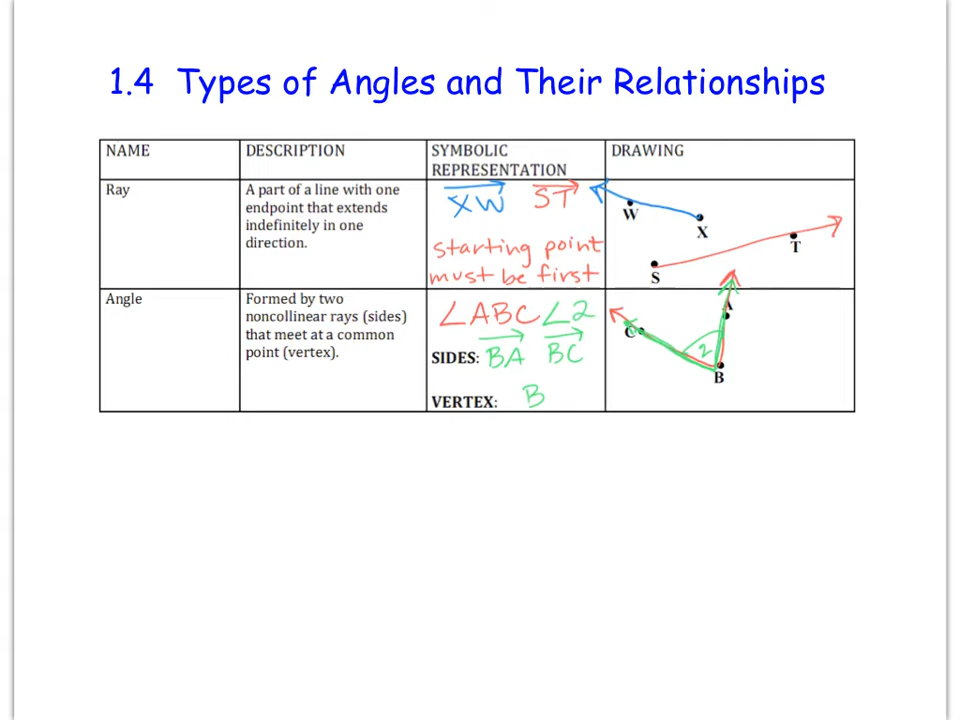 1.4 Types of Angles and Their Relationships
NAME
DESCRIPTION
SYMBOLIC
REPRESENTATION
DRAWING
Ray
A part of a line with one
endpoint that extends
indefinitely in one
direction.
XW ST
starting point
must be first
W
X
T
S
Angle
Formed by two
noncollinear rays (sides)
that meet at a common
point (vertex).
∠ABC ∠2
SIDES: BA BC
VERTEX: B
A
C
2
B